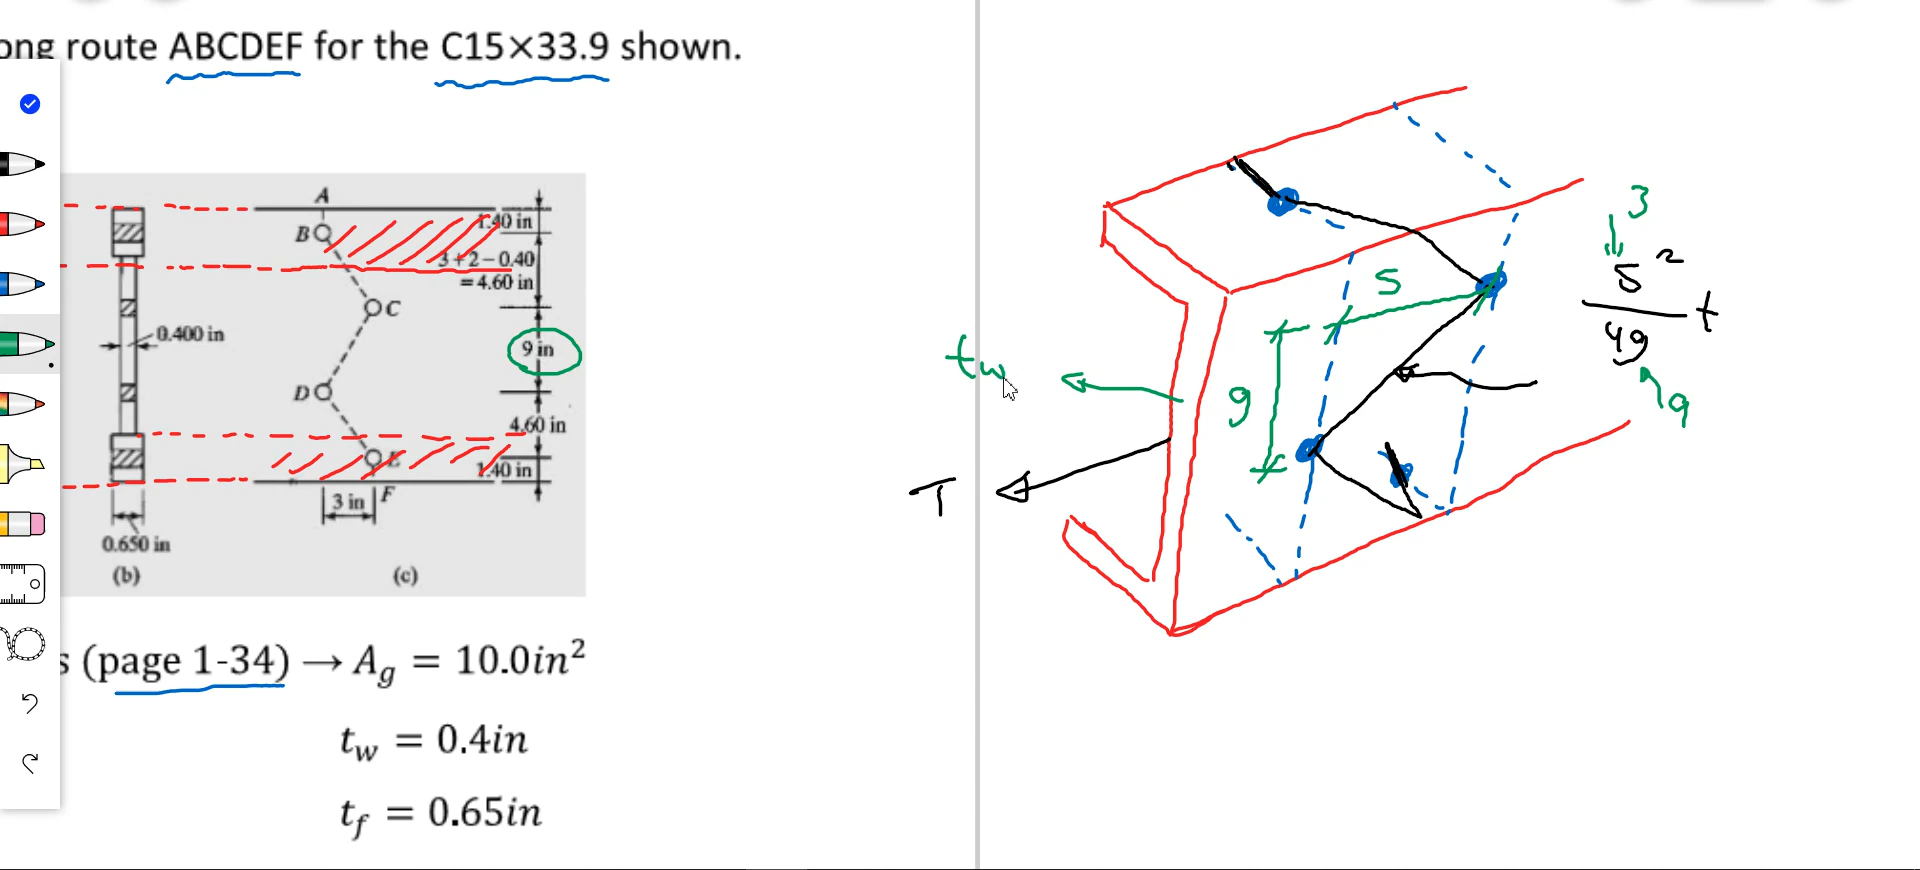 ong route ABCDEF for the C15×33.9 shown.
A
1.40 in
B
3+2−0.40
= 4.60 in
C
0.400 in
9 in
D
4.60 in
E
1.40 in
3 in
F
0.650 in
(b)
(c)
s (page 1-34) → A_g = 10.0in²
t_w = 0.4in
t_f = 0.65in
3
S² / 4g t
9
S
g
t_w
T